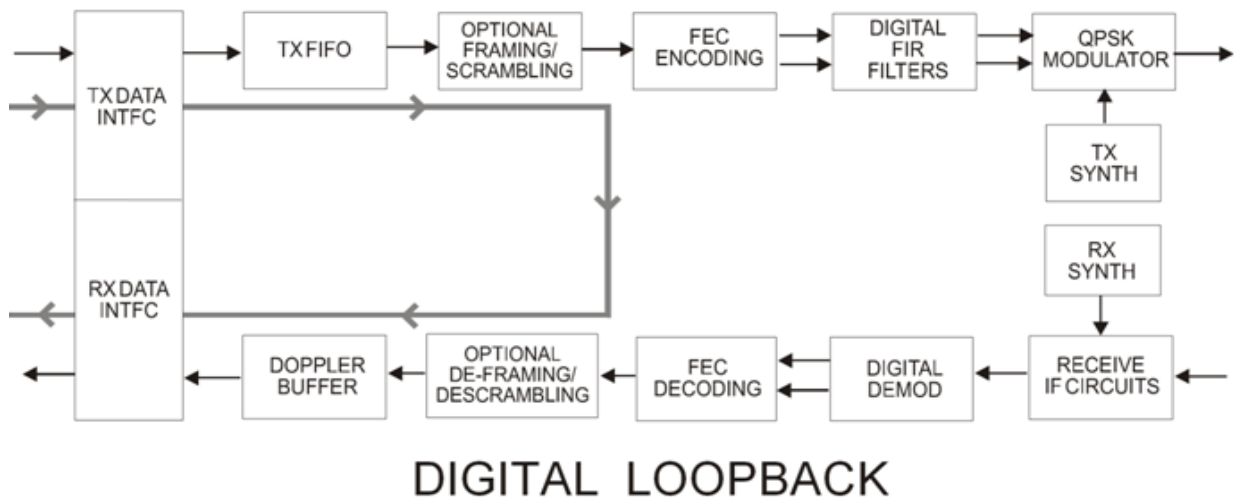 TX DATA
INTFC
TX FIFO
OPTIONAL
FRAMING/
SCRAMBLING
FEC
ENCODING
DIGITAL
FIR
FILTERS
QPSK
MODULATOR
TX
SYNTH
RX
SYNTH
RX DATA
INTFC
DOPPLER
BUFFER
OPTIONAL
DE-FRAMING/
DESCRAMBLING
FEC
DECODING
DIGITAL
DEMOD
RECEIVE
IF CIRCUITS
DIGITAL LOOPBACK